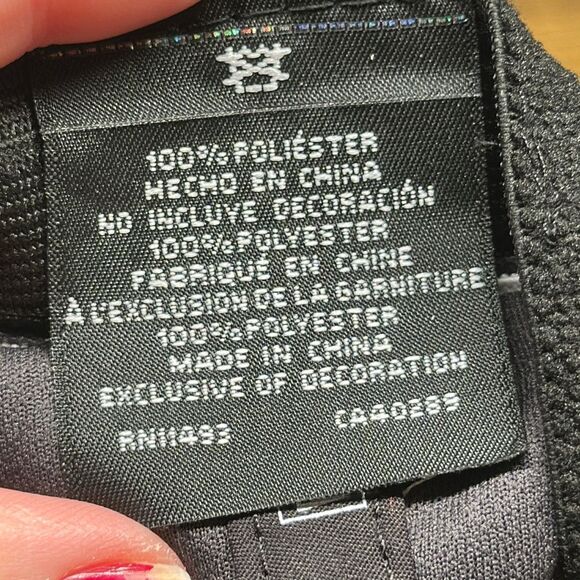 100% POLIÉSTER
HECHO EN CHINA
NO INCLUYE DECORACIÓN
100% POLYESTER
FABRIQUE EN CHINE
À L'EXCLUSION DE LA GARNITURE
100% POLYESTER
MADE IN CHINA
EXCLUSIVE OF DECORATION
RN11493 CA40289